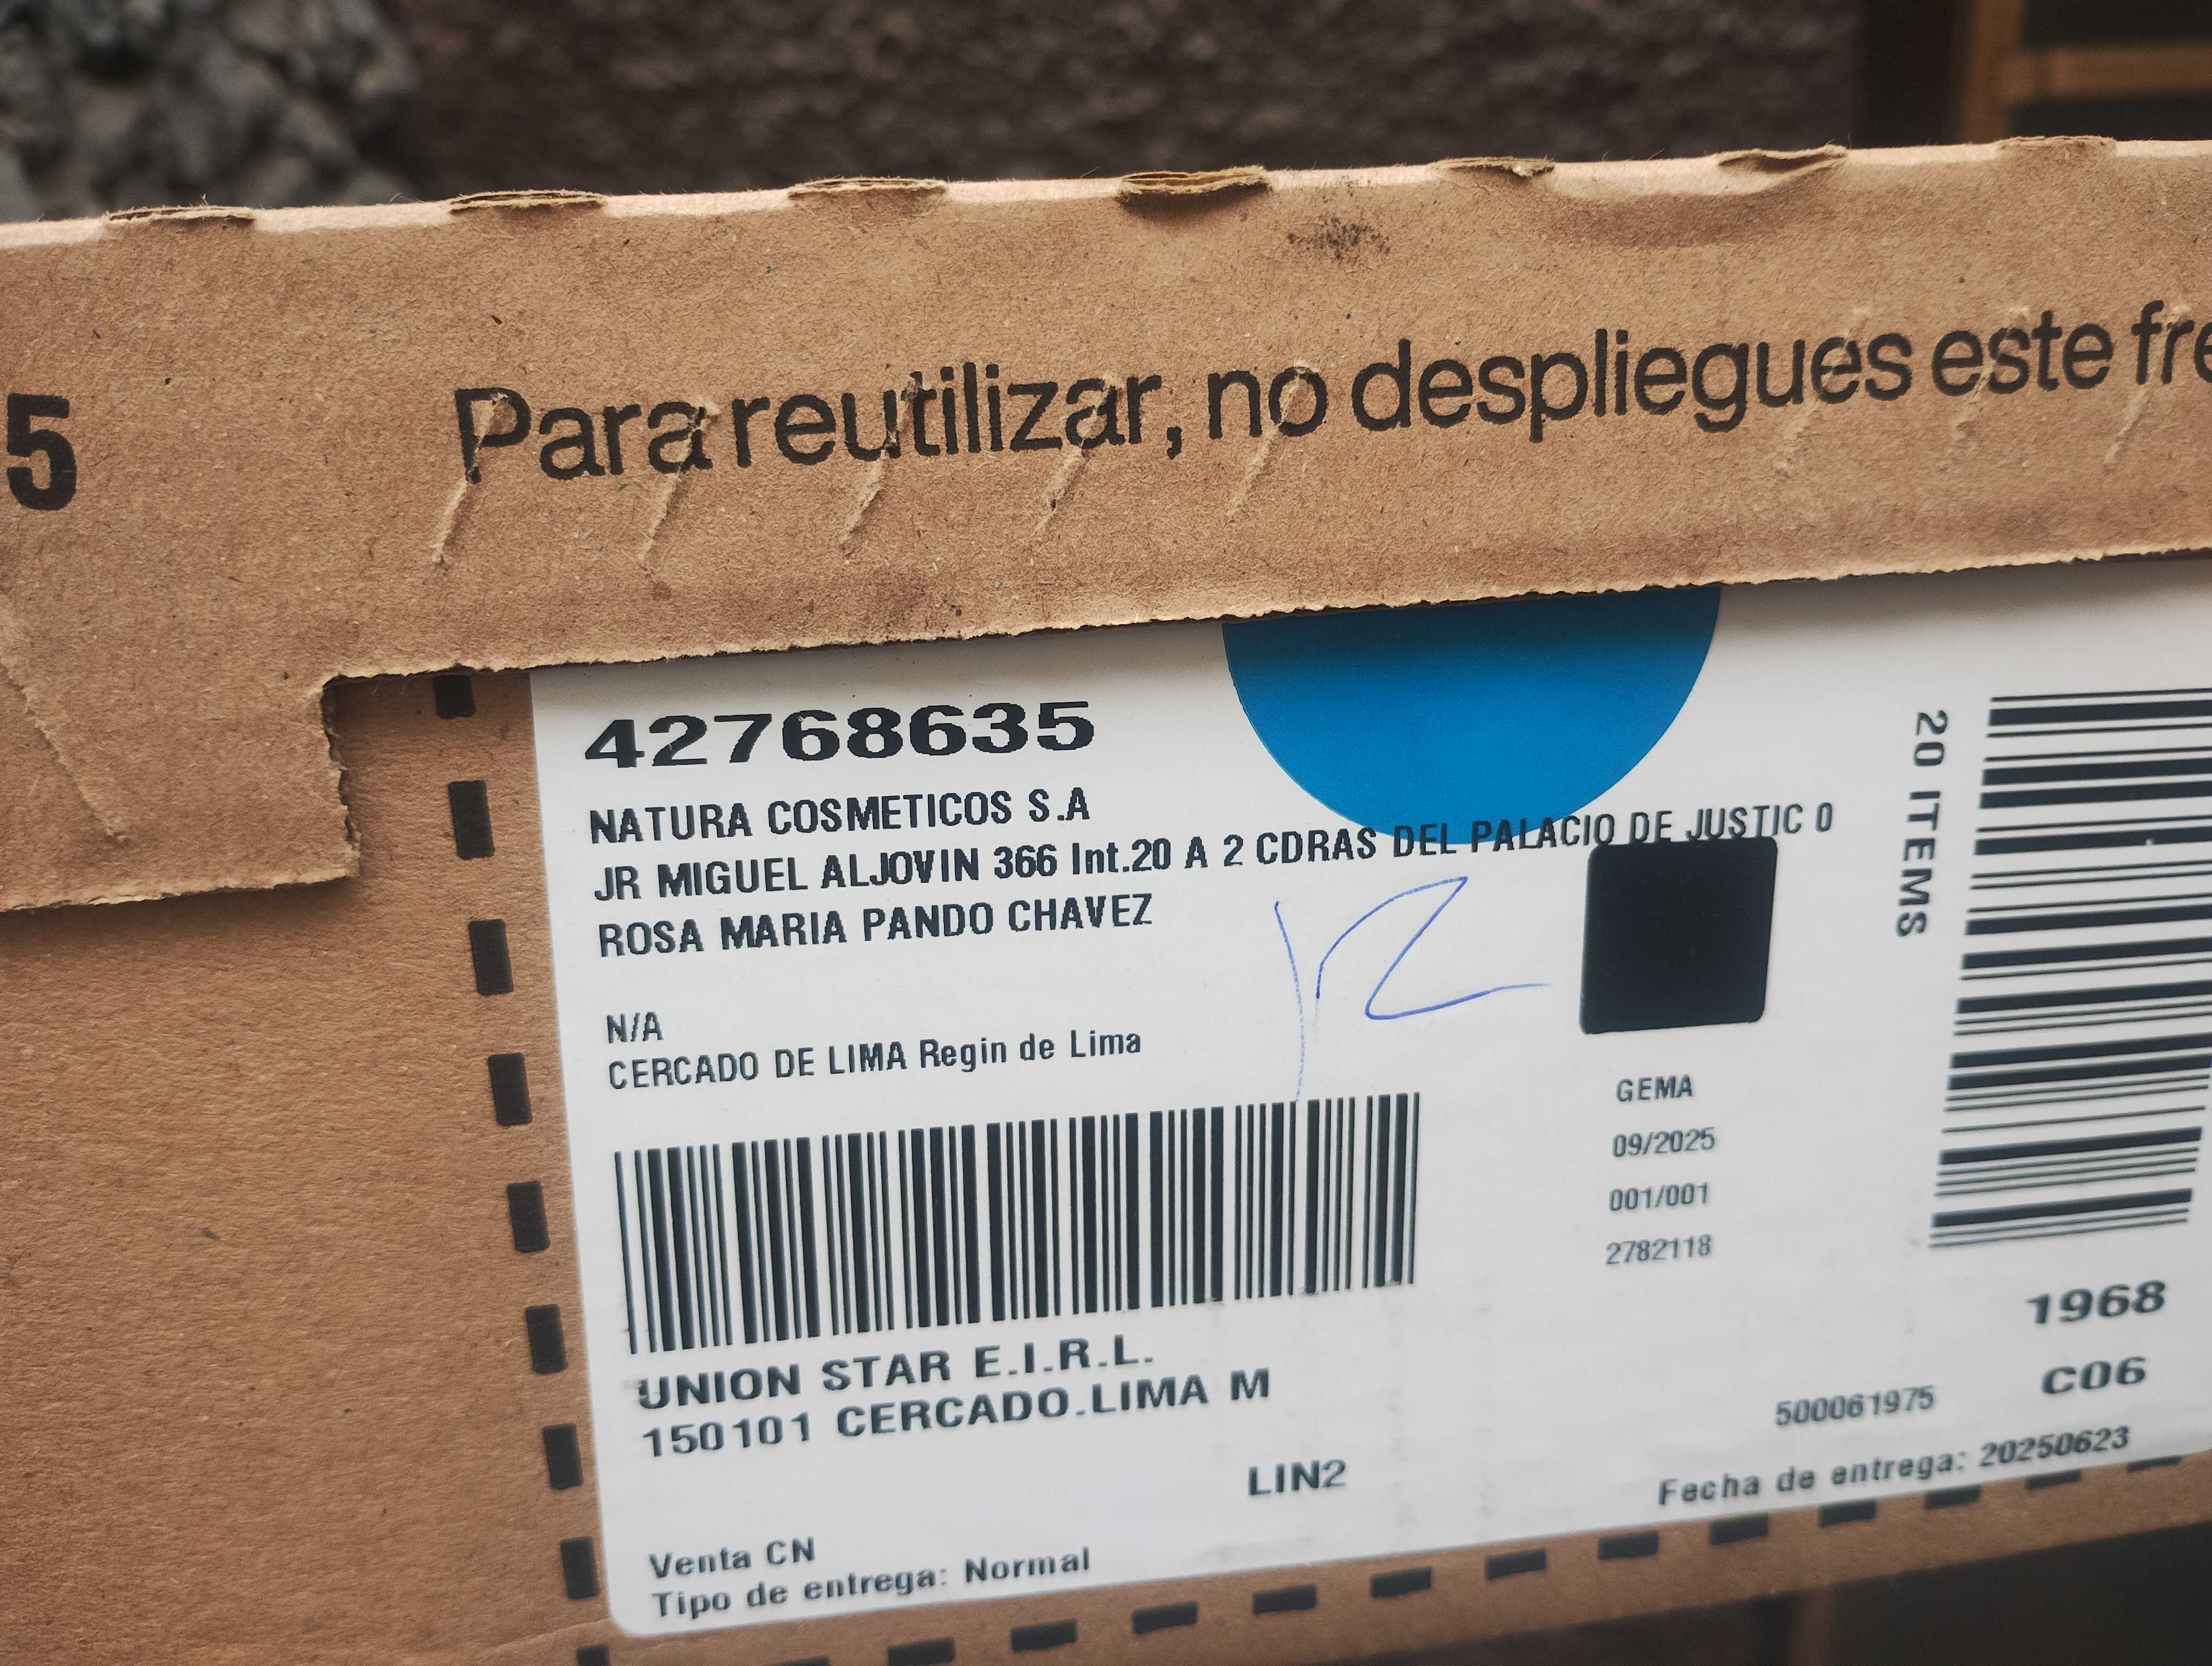 5
Para reutilizar, no despliegues este fre
42768635
NATURA COSMETICOS S.A
JR MIGUEL ALJOVIN 366 Int.20 A 2 CDRAS DEL PALACIO DE JUSTIC 0
ROSA MARIA PANDO CHAVEZ
N/A
CERCADO DE LIMA Regin de Lima
20 ITEMS
GEMA
09/2025
001/001
2782118
UNION STAR E.I.R.L.
150101 CERCADO.LIMA M
1968
C06
500061975
LIN2
Fecha de entrega: 20250623
Venta CN
Tipo de entrega: Normal